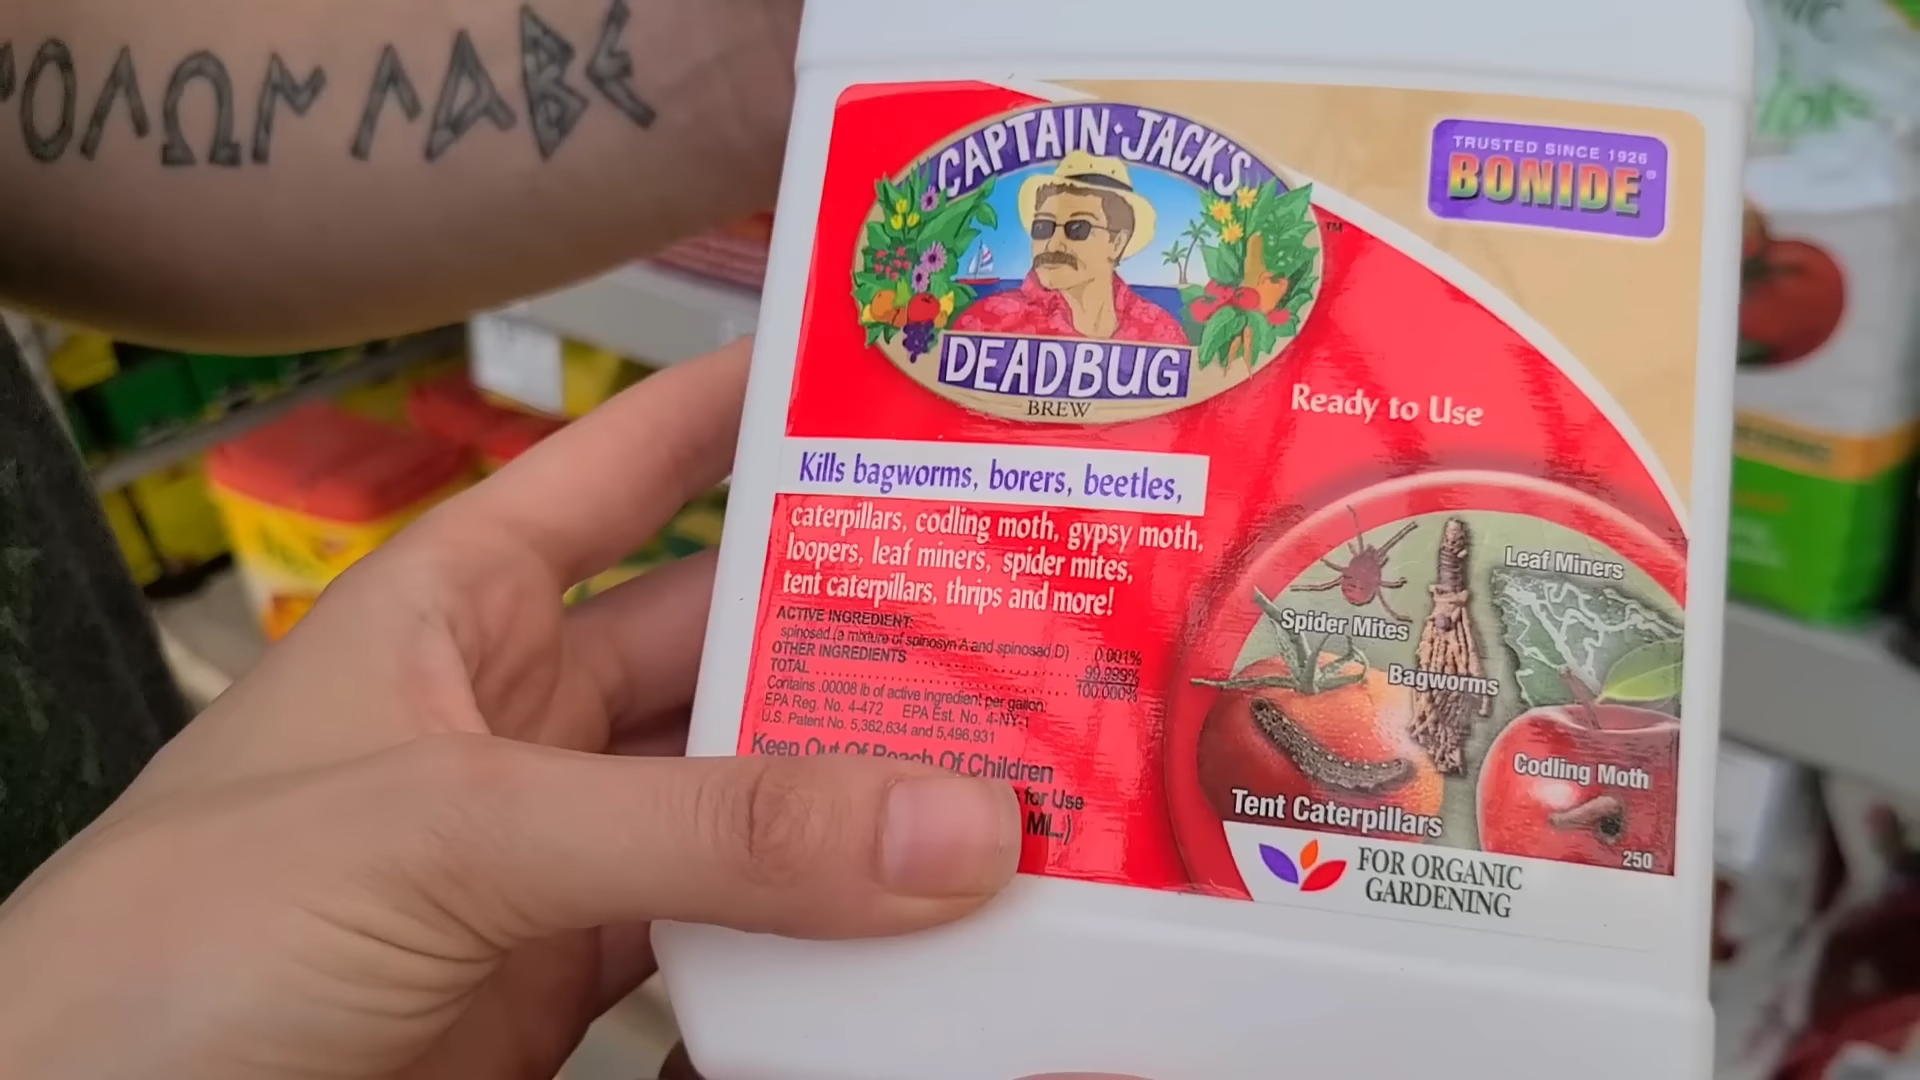 ΟΛΩΝ ΛΑΒΕ
CAPTAIN·JACK'S
DEADBUG
BREW
TRUSTED SINCE 1926
BONIDE®
TM
Ready to Use
Kills bagworms, borers, beetles,
caterpillars, codling moth, gypsy moth,
loopers, leaf miners, spider mites,
tent caterpillars, thrips and more!
ACTIVE INGREDIENT:
spinosad (a mixture of spinosyn A and spinosad D) . . 0.001%
OTHER INGREDIENTS . . . . . . . . . . . . . . . . . 99.999%
TOTAL . . . . . . . . . . . . . . . . . . . . . . . 100.000%
Contains .00008 lb of active ingredient per gallon.
EPA Reg. No. 4-472 EPA Est. No. 4-NY-1
U.S. Patent No. 5,362,634 and 5,496,931
Keep Out Of Reach Of Children
for Use
ML)
Spider Mites
Leaf Miners
Bagworms
Codling Moth
Tent Caterpillars
250
FOR ORGANIC
GARDENING